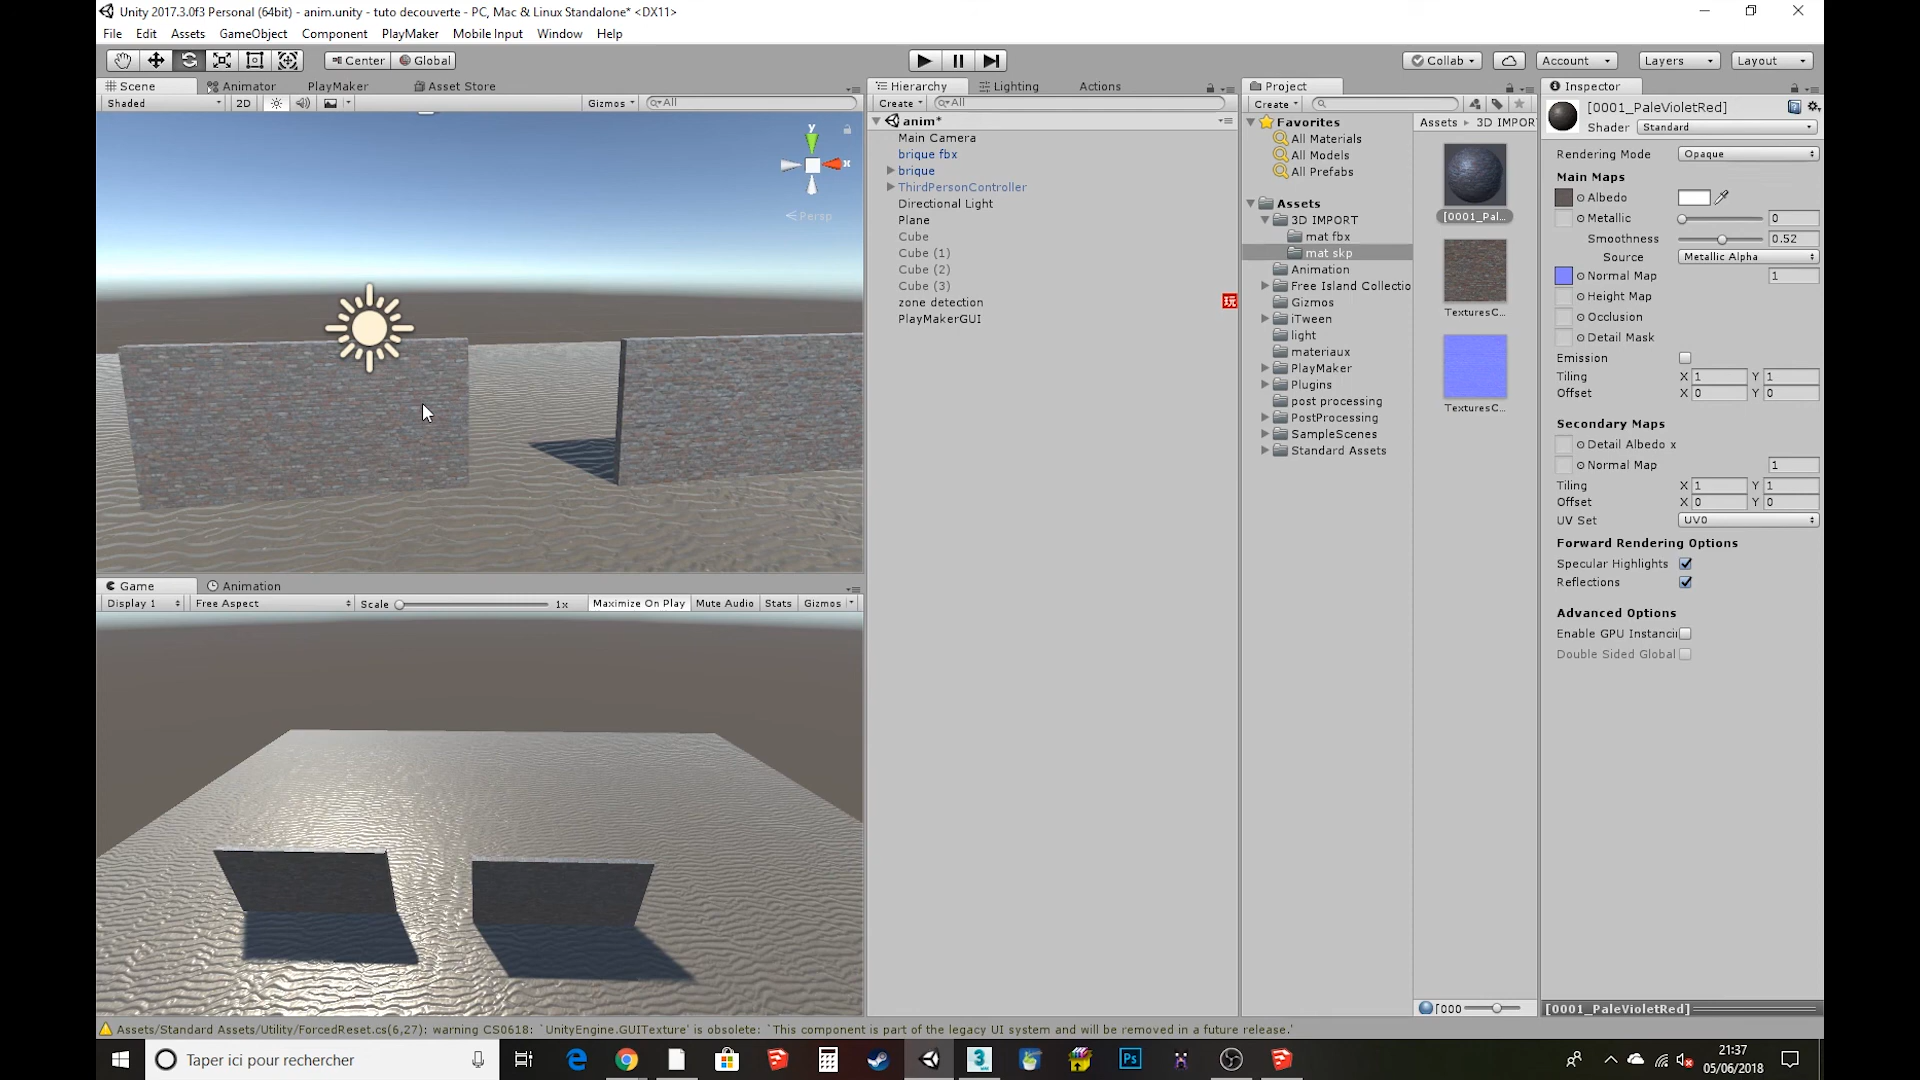 Unity 2017.3.0f3 Personal (64bit) - anim.unity - tuto decouverte - PC, Mac & Linux Standalone* <DX11>
File Edit Assets GameObject Component PlayMaker Mobile Input Window Help
Center Global Collab Account Layers Layout
Scene Animator PlayMaker Asset Store
Shaded 2D Gizmos All
y
x
Persp
Game Animation
Display 1 Free Aspect Scale 1x Maximize On Play Mute Audio Stats Gizmos
Hierarchy Lighting Actions
Create All
anim*
Main Camera
brique fbx
brique
ThirdPersonController
Directional Light
Plane
Cube
Cube (1)
Cube (2)
Cube (3)
zone detection
玩
PlayMakerGUI
Project
Create
Favorites
All Materials
All Models
All Prefabs
Assets
3D IMPORT
mat fbx
mat skp
Animation
Free Island Collectio
Gizmos
iTween
light
materiaux
PlayMaker
Plugins
post processing
PostProcessing
SampleScenes
Standard Assets
Assets 3D IMPOR
[0001_Pal...
TexturesC...
TexturesC...
[000
Inspector
[0001_PaleVioletRed]
Shader Standard
Rendering Mode Opaque
Main Maps
Albedo
Metallic 0
Smoothness 0.52
Source Metallic Alpha
Normal Map 1
Height Map
Occlusion
Detail Mask
Emission
Tiling X 1 Y 1
Offset X 0 Y 0
Secondary Maps
Detail Albedo x
Normal Map 1
Tiling X 1 Y 1
Offset X 0 Y 0
UV Set UV0
Forward Rendering Options
Specular Highlights
Reflections
Advanced Options
Enable GPU Instanci
Double Sided Global
[0001_PaleVioletRed]
Assets/Standard Assets/Utility/ForcedReset.cs(6,27): warning CS0618: `UnityEngine.GUITexture' is obsolete: `This component is part of the legacy UI system and will be removed in a future release.'
Taper ici pour rechercher
3
Ps
21:37
05/06/2018